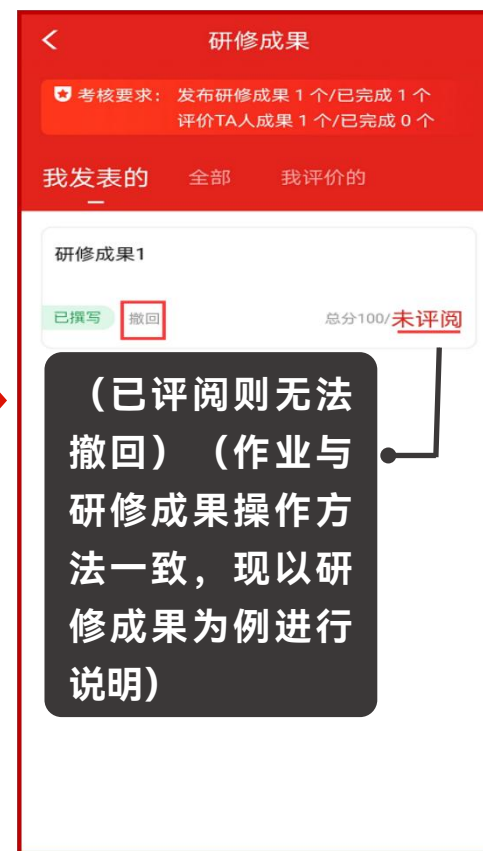 研修成果
考核要求：发布研修成果 1 个/已完成 1 个
评价TA人成果 1 个/已完成 0 个
我发表的 全部 我评价的
研修成果1
已撰写 撤回 总分100/未评阅
（已评阅则无法
撤回）（作业与
研修成果操作方
法一致，现以研
修成果为例进行
说明）